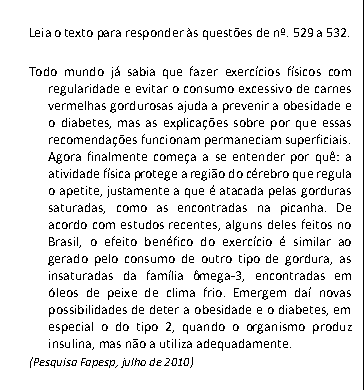 Leia o texto para responder às questões de nº. 529 a 532.
Todo mundo já sabia que fazer exercícios físicos com
regularidade e evitar o consumo excessivo de carnes
vermelhas gordurosas ajuda a prevenir a obesidade e
o diabetes, mas as explicações sobre por que essas
recomendações funcionam permaneciam superficiais.
Agora finalmente começa a se entender por quê: a
atividade física protege a região do cérebro que regula
o apetite, justamente a que é atacada pelas gorduras
saturadas, como as encontradas na picanha. De
acordo com estudos recentes, alguns deles feitos no
Brasil, o efeito benéfico do exercício é similar ao
gerado pelo consumo de outro tipo de gordura, as
insaturadas da família ômega-3, encontradas em
óleos de peixe de clima frio. Emergem daí novas
possibilidades de deter a obesidade e o diabetes, em
especial o do tipo 2, quando o organismo produz
insulina, mas não a utiliza adequadamente.
(Pesquisa Fapesp, julho de 2010)